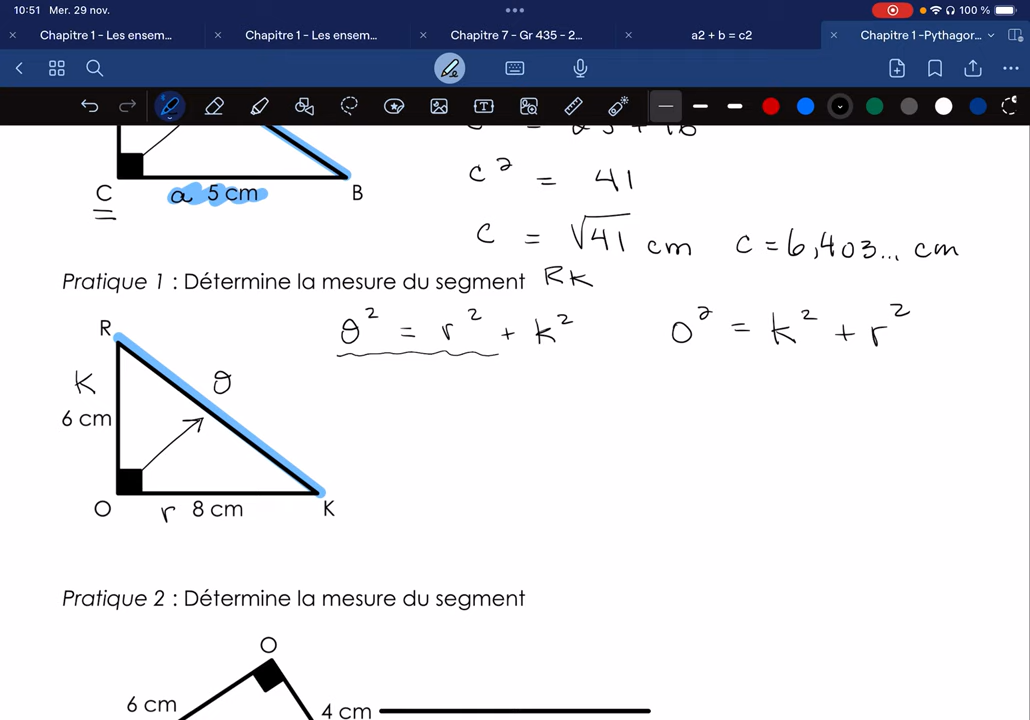 10:51 Mer. 29 nov.
100 %
Chapitre 1 - Les ensem...
Chapitre 1 - Les ensem...
Chapitre 7 - Gr 435 - 2...
a2 + b = c2
Chapitre 1 -Pythagor...
c² = 41
C
a 5 cm
B
c = √41 cm c = 6,403... cm
Pratique 1 : Détermine la mesure du segment RK
R
θ² = r² + k²
o² = k² + r²
K
θ
6 cm
O
r 8 cm
K
Pratique 2 : Détermine la mesure du segment
O
6 cm
4 cm